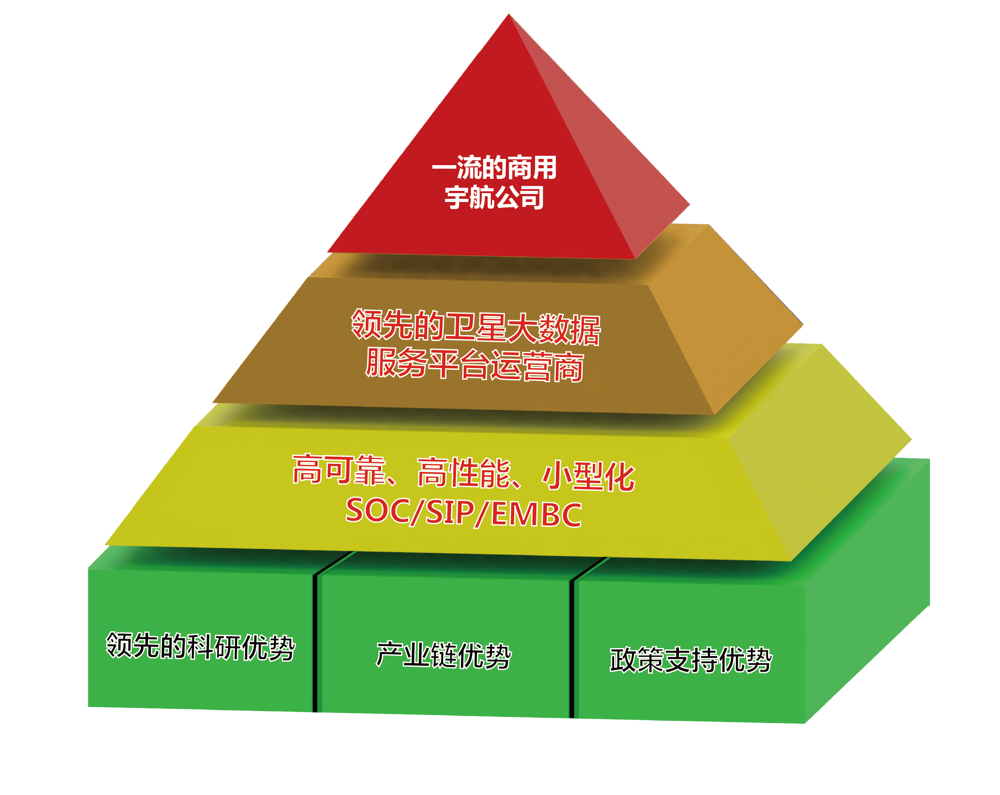 一流的商用
宇航公司
领先的卫星大数据
服务平台运营商
高可靠、高性能、小型化
SOC/SIP/EMBC
领先的科研优势
产业链优势
政策支持优势